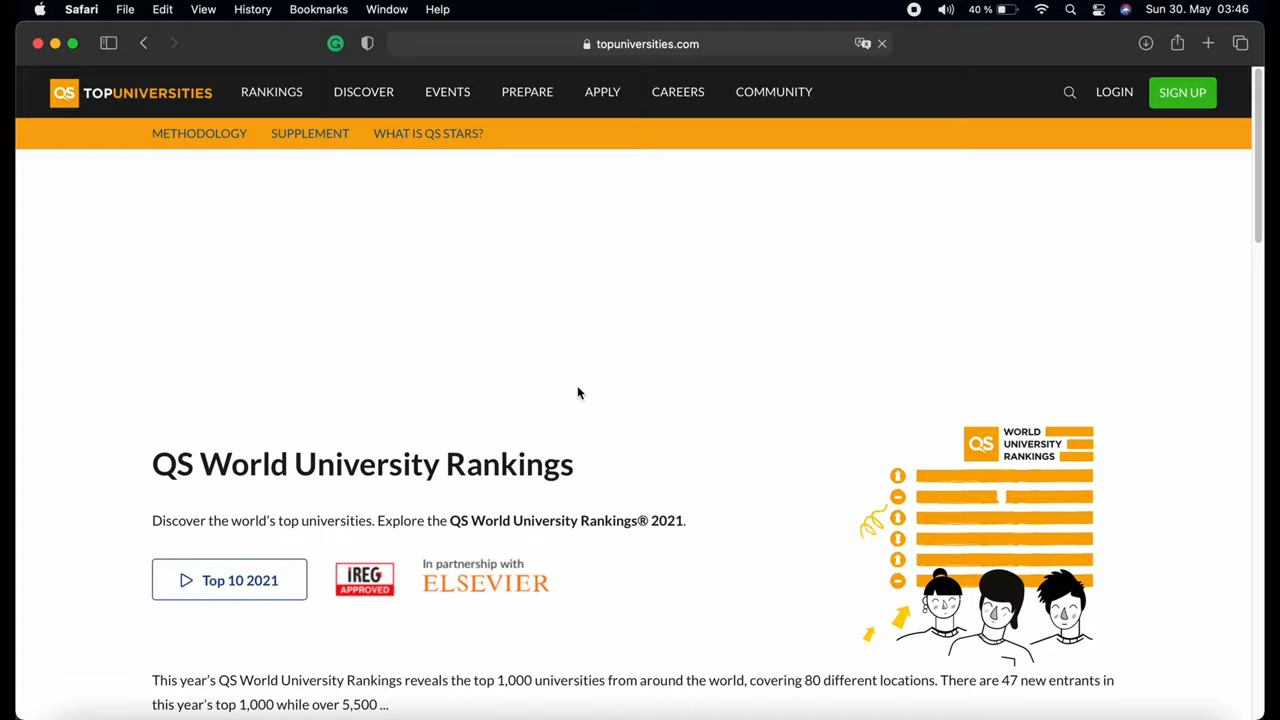 Safari File Edit View History Bookmarks Window Help 40 % Sun 30. May 03:46
topuniversities.com
QS TOPUNIVERSITIES RANKINGS DISCOVER EVENTS PREPARE APPLY CAREERS COMMUNITY LOGIN SIGN UP
METHODOLOGY SUPPLEMENT WHAT IS QS STARS?
QS WORLD
UNIVERSITY
RANKINGS
QS World University Rankings
Discover the world's top universities. Explore the QS World University Rankings® 2021.
Top 10 2021
IREG
APPROVED
In partnership with
ELSEVIER
This year's QS World University Rankings reveals the top 1,000 universities from around the world, covering 80 different locations. There are 47 new entrants in
this year's top 1,000 while over 5,500 ...